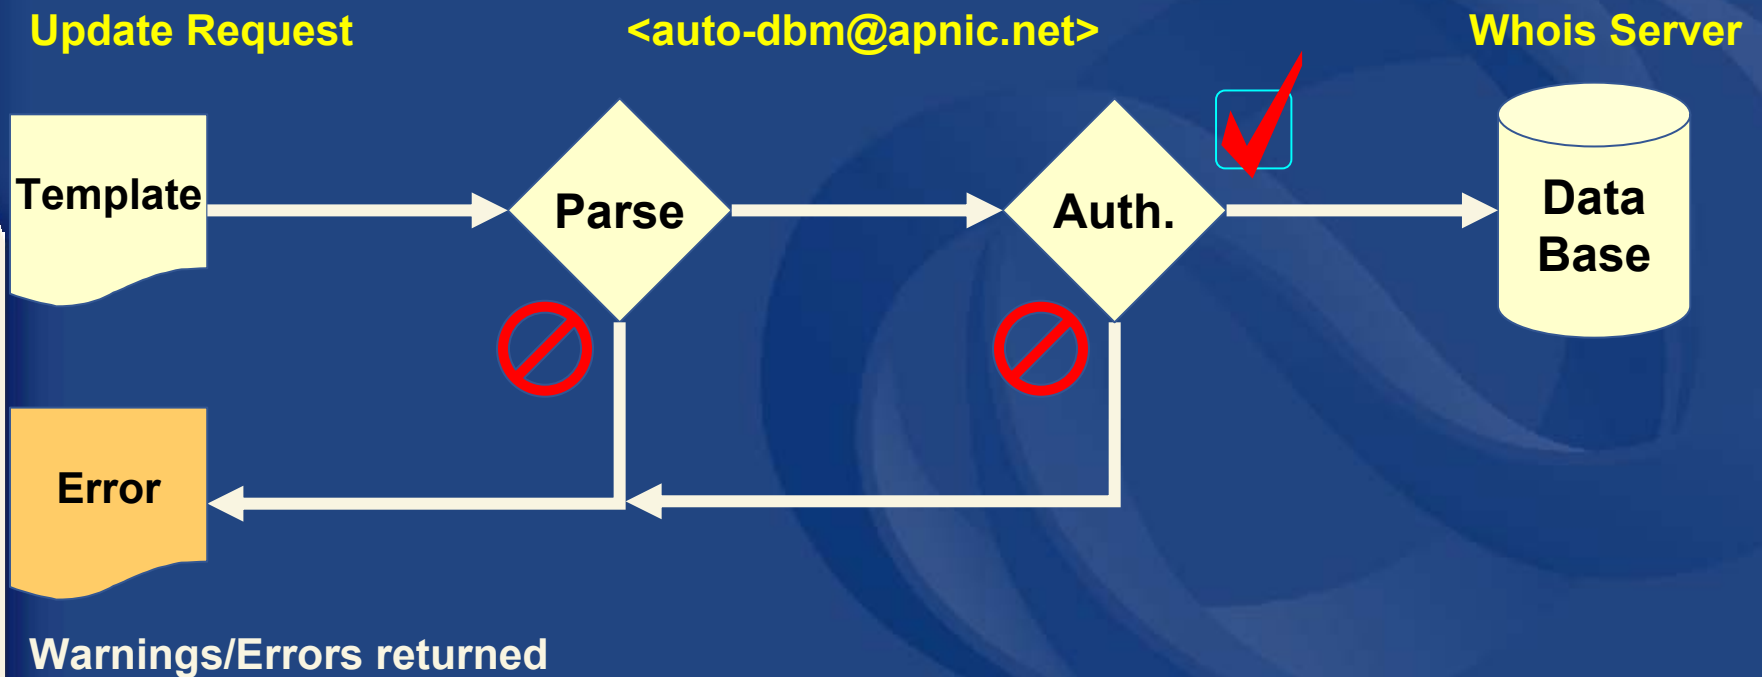 Update Request
<auto-dbm@apnic.net>
Whois Server
Template
Parse
Auth.
Data
Base
Error
Warnings/Errors returned